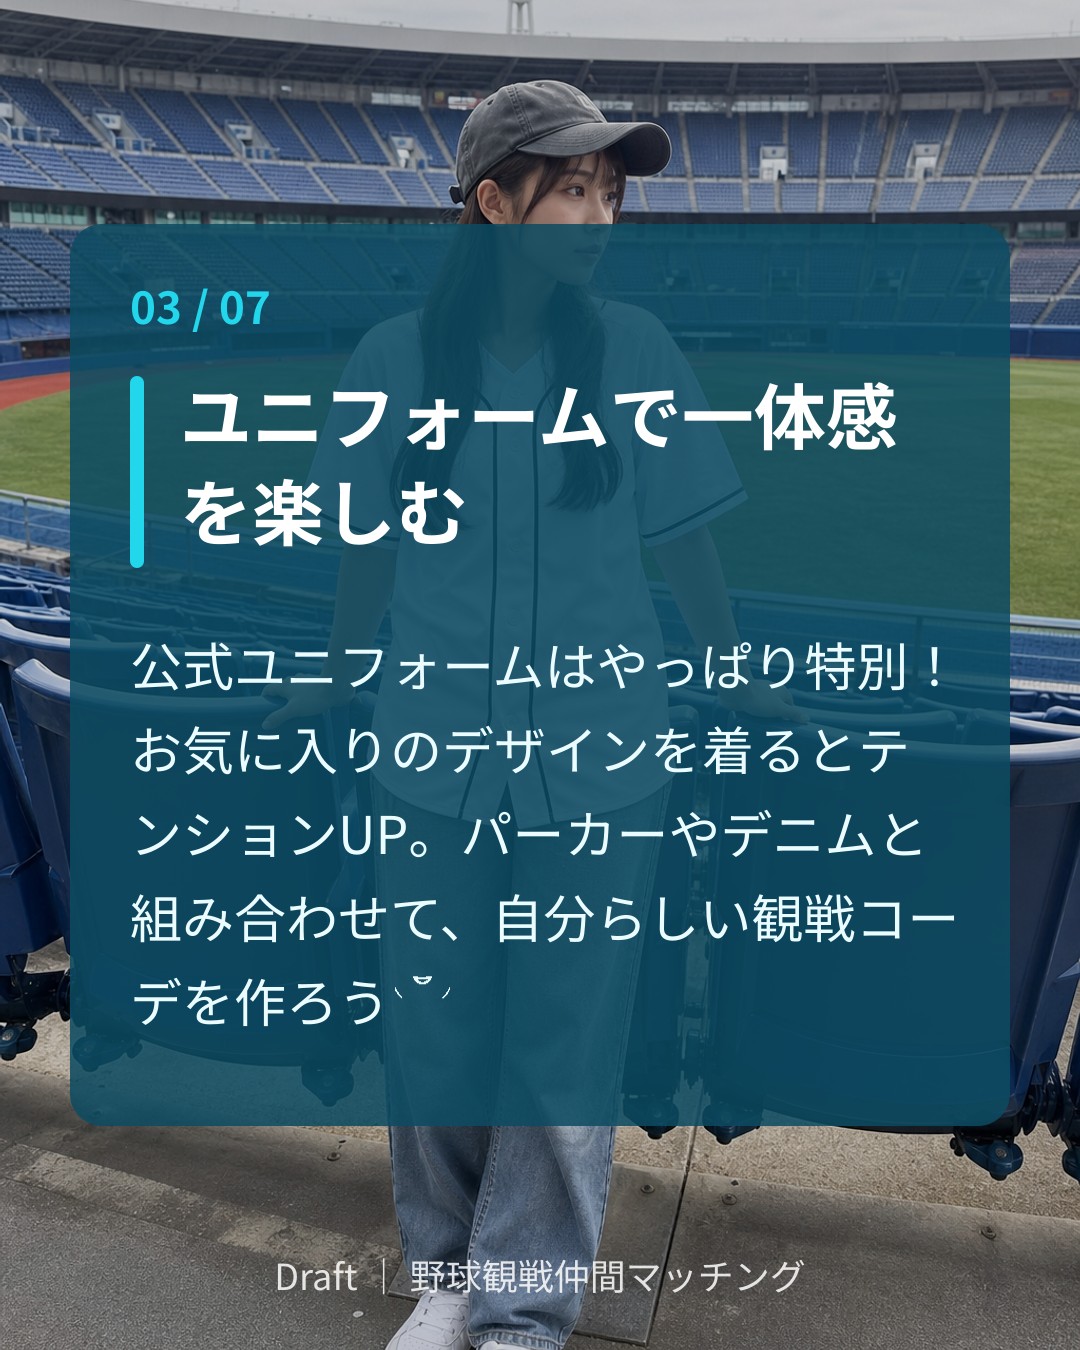 03 / 07
ユニフォームで一体感
を楽しむ
公式ユニフォームはやっぱり特別！
お気に入りのデザインを着るとテ
ンションUP。パーカーやデニムと
組み合わせて、自分らしい観戦コー
デを作ろう
Draft ｜ 野球観戦仲間マッチング